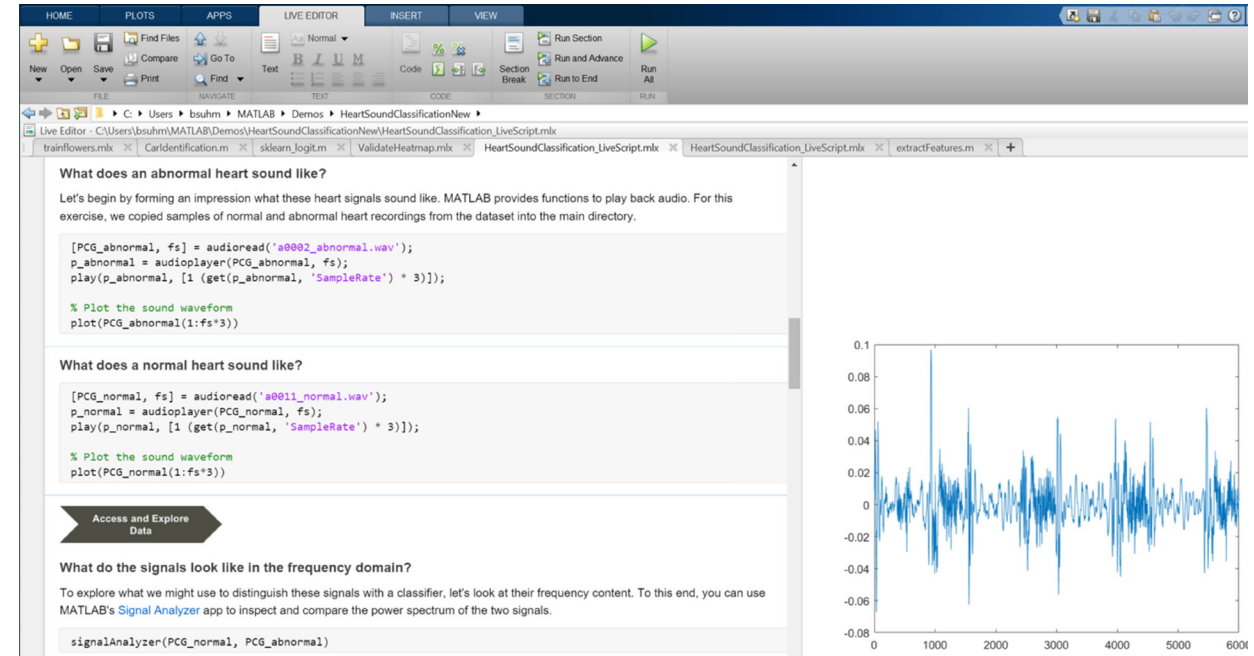 HOME PLOTS APPS LIVE EDITOR INSERT VIEW
New Open Save Find Files Compare Print
FILE
Go To Find
NAVIGATE
Text Aa Normal B I U M
TEXT
Code
CODE
Section Break Run Section Run and Advance Run to End
SECTION
Run All
RUN
C: Users bsuhm MATLAB Demos HeartSoundClassificationNew
Live Editor - C:\Users\bsuhm\MATLAB\Demos\HeartSoundClassificationNew\HeartSoundClassification_LiveScript.mlx
trainflowers.mlx CarIdentification.m sklearn_logit.m ValidateHeatmap.mlx HeartSoundClassification_LiveScript.mlx HeartSoundClassification_LiveScript.mlx extractFeatures.m +
What does an abnormal heart sound like?
Let's begin by forming an impression what these heart signals sound like. MATLAB provides functions to play back audio. For this
exercise, we copied samples of normal and abnormal heart recordings from the dataset into the main directory.
[PCG_abnormal, fs] = audioread('a0002_abnormal.wav');
p_abnormal = audioplayer(PCG_abnormal, fs);
play(p_abnormal, [1 (get(p_abnormal, 'SampleRate') * 3)]);
% Plot the sound waveform
plot(PCG_abnormal(1:fs*3))
What does a normal heart sound like?
[PCG_normal, fs] = audioread('a0011_normal.wav');
p_normal = audioplayer(PCG_normal, fs);
play(p_normal, [1 (get(p_normal, 'SampleRate') * 3)]);
% Plot the sound waveform
plot(PCG_normal(1:fs*3))
Access and Explore
Data
What do the signals look like in the frequency domain?
To explore what we might use to distinguish these signals with a classifier, let's look at their frequency content. To this end, you can use
MATLAB's Signal Analyzer app to inspect and compare the power spectrum of the two signals.
signalAnalyzer(PCG_normal, PCG_abnormal)
0.1
0.08
0.06
0.04
0.02
0
-0.02
-0.04
-0.06
-0.08
0 1000 2000 3000 4000 5000 6000